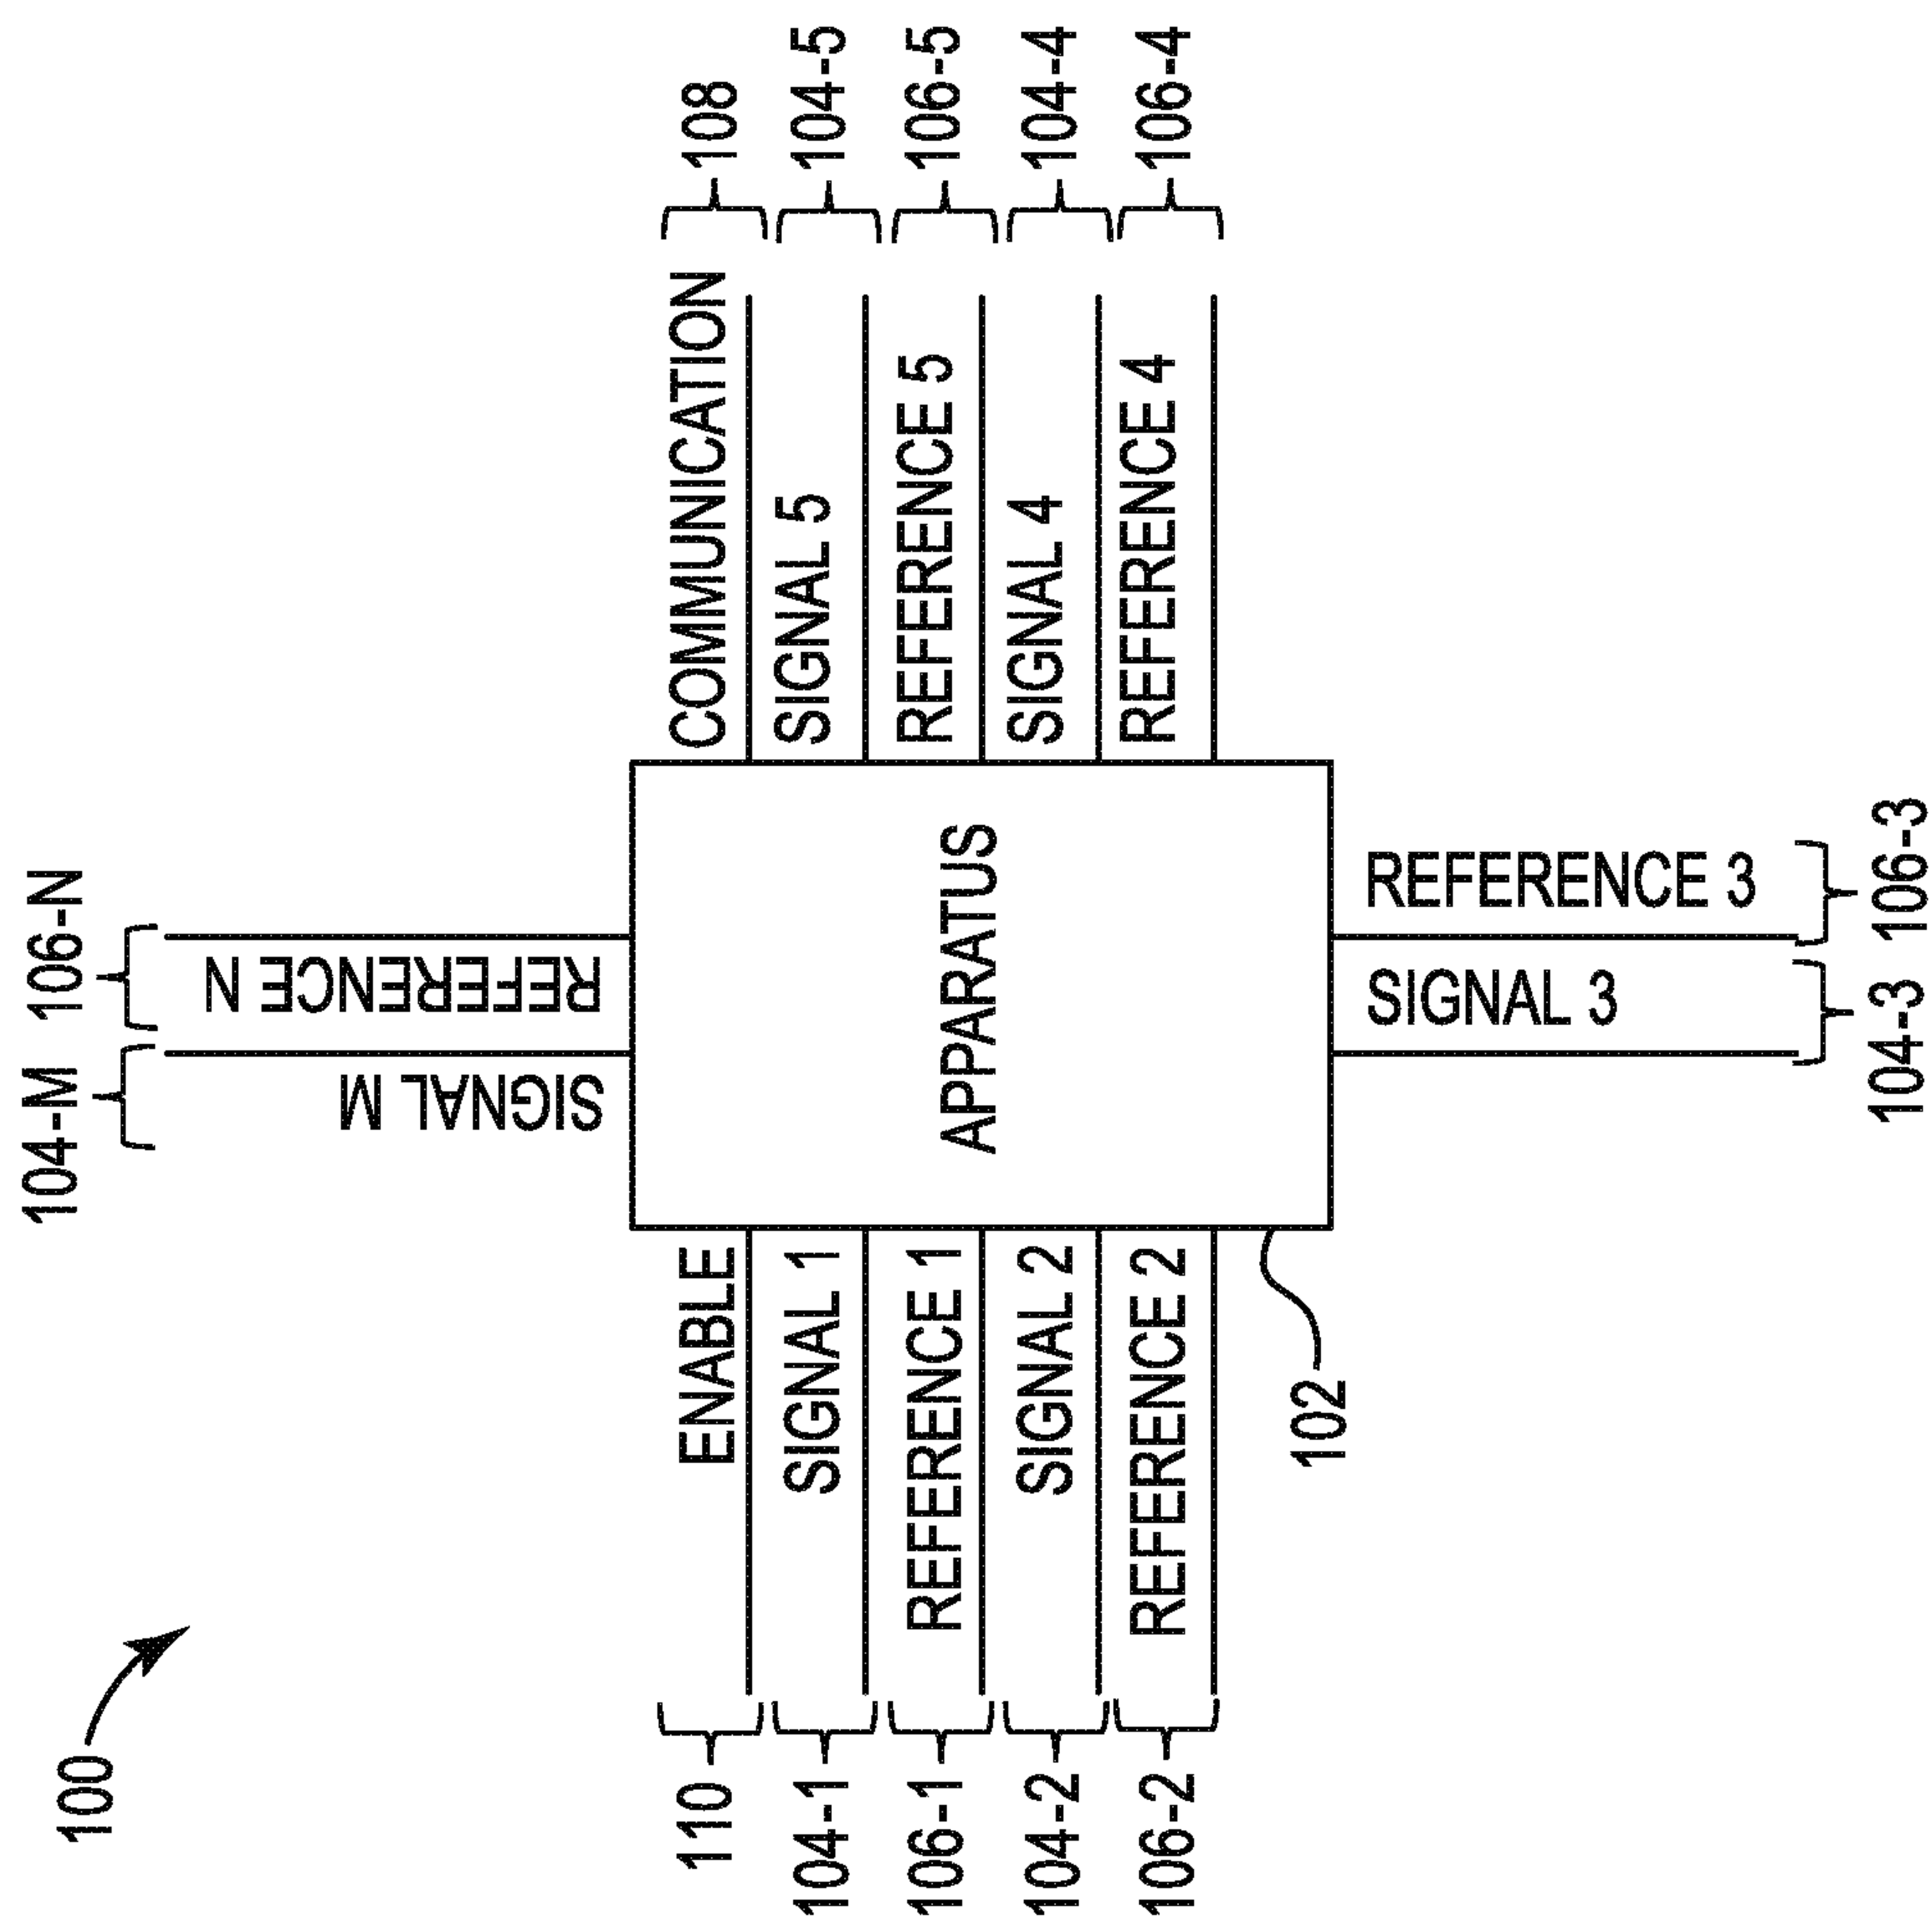 100
104-M
106-N
SIGNAL M
REFERENCE N
110
ENABLE
104-1
SIGNAL 1
106-1
REFERENCE 1
104-2
SIGNAL 2
106-2
REFERENCE 2
102
APPARATUS
COMMUNICATION
108
SIGNAL 5
104-5
REFERENCE 5
106-5
SIGNAL 4
104-4
REFERENCE 4
106-4
SIGNAL 3
REFERENCE 3
104-3
106-3